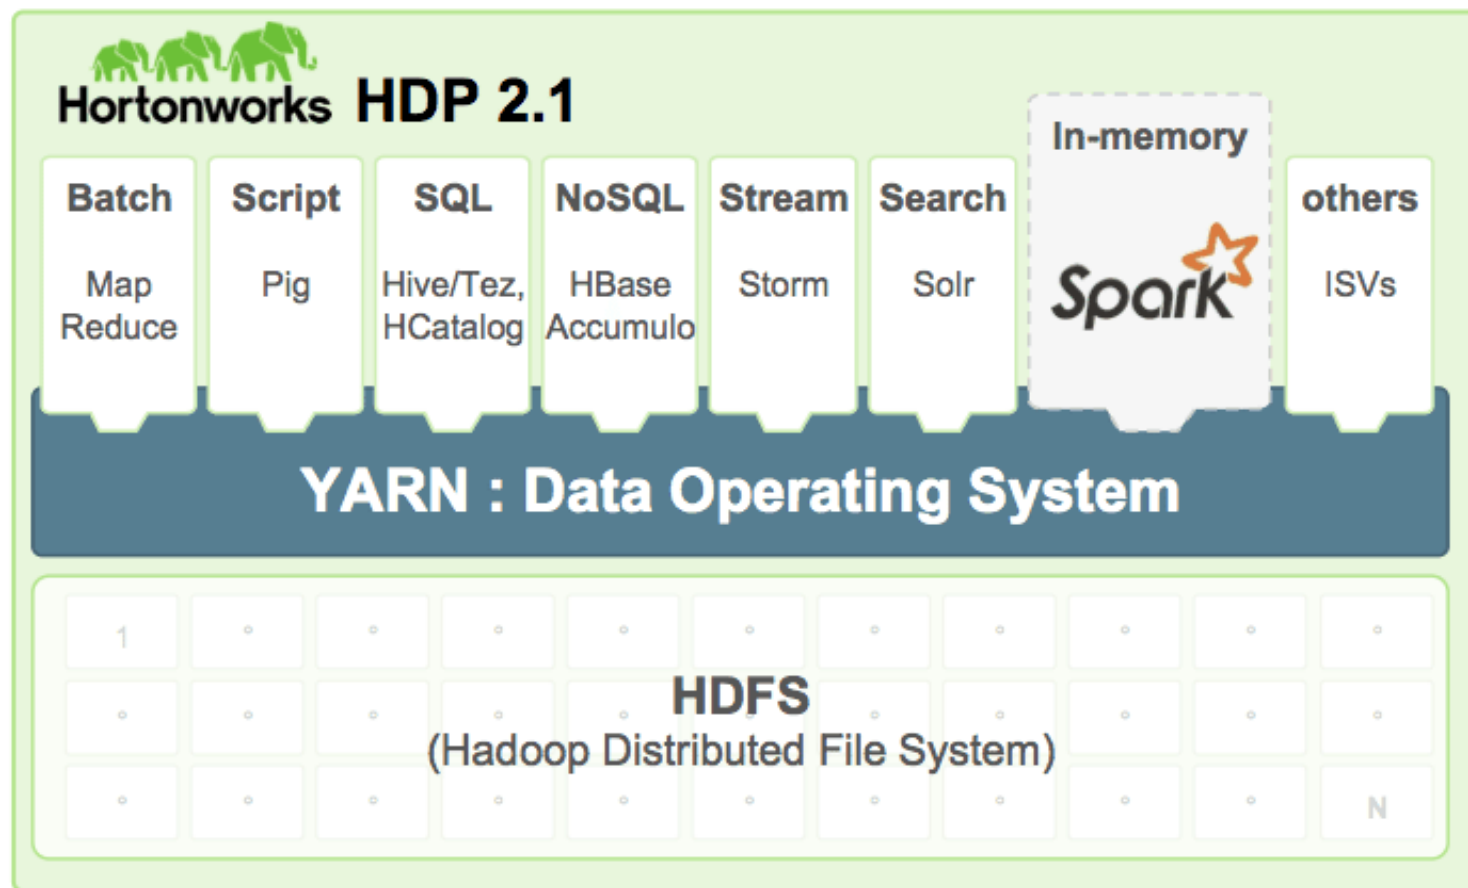 Hortonworks HDP 2.1
Batch
Map
Reduce
Script
Pig
SQL
Hive/Tez,
HCatalog
NoSQL
HBase
Accumulo
Stream
Storm
Search
Solr
In-memory
Spark
others
ISVs
YARN : Data Operating System
1
HDFS
(Hadoop Distributed File System)
N